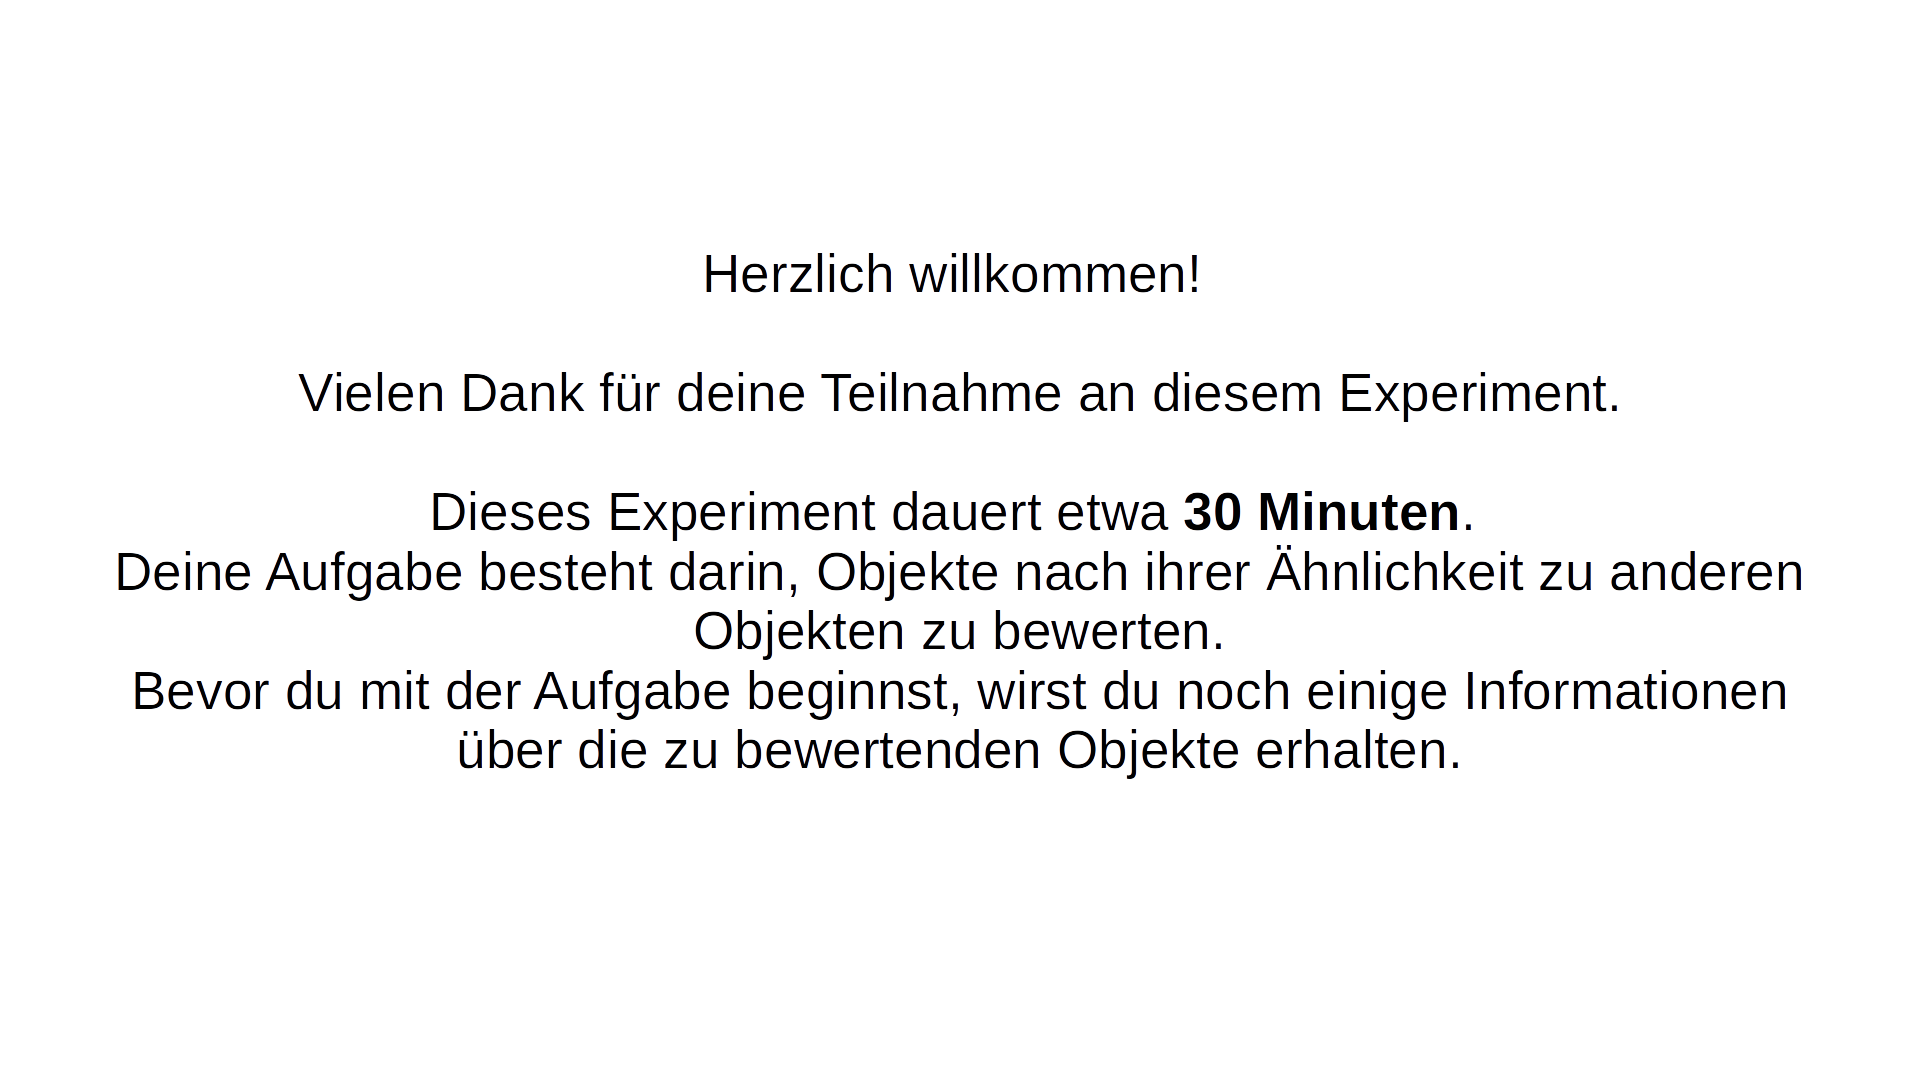 Herzlich willkommen!
Vielen Dank für deine Teilnahme an diesem Experiment.
Dieses Experiment dauert etwa 30 Minuten.
Deine Aufgabe besteht darin, Objekte nach ihrer Ähnlichkeit zu anderen
Objekten zu bewerten.
Bevor du mit der Aufgabe beginnst, wirst du noch einige Informationen
über die zu bewertenden Objekte erhalten.